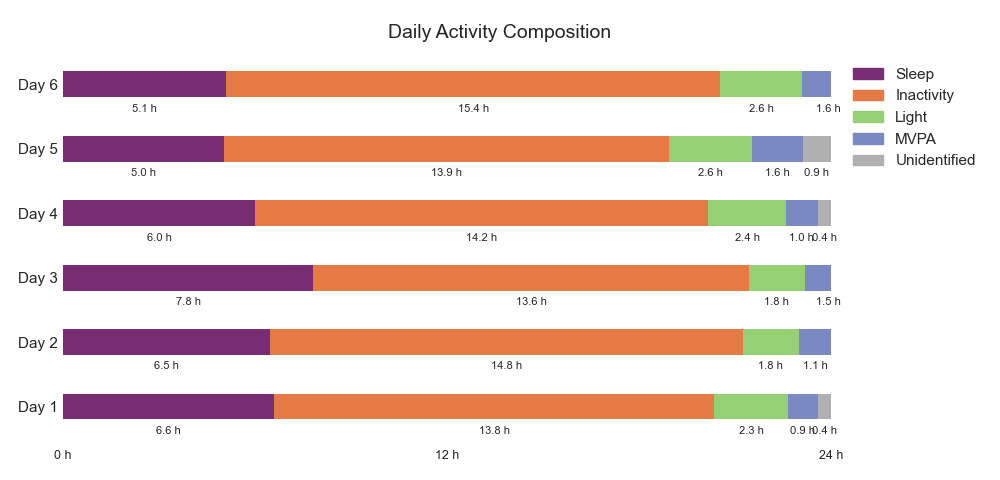 Daily Activity Composition
Day 6
5.1 h 15.4 h 2.6 h 1.6 h
Day 5
5.0 h 13.9 h 2.6 h 1.6 h 0.9 h
Day 4
6.0 h 14.2 h 2.4 h 1.0 h 0.4 h
Day 3
7.8 h 13.6 h 1.8 h 1.5 h
Day 2
6.5 h 14.8 h 1.8 h 1.1 h
Day 1
6.6 h 13.8 h 2.3 h 0.9 h 0.4 h
0 h 12 h 24 h
Sleep
Inactivity
Light
MVPA
Unidentified